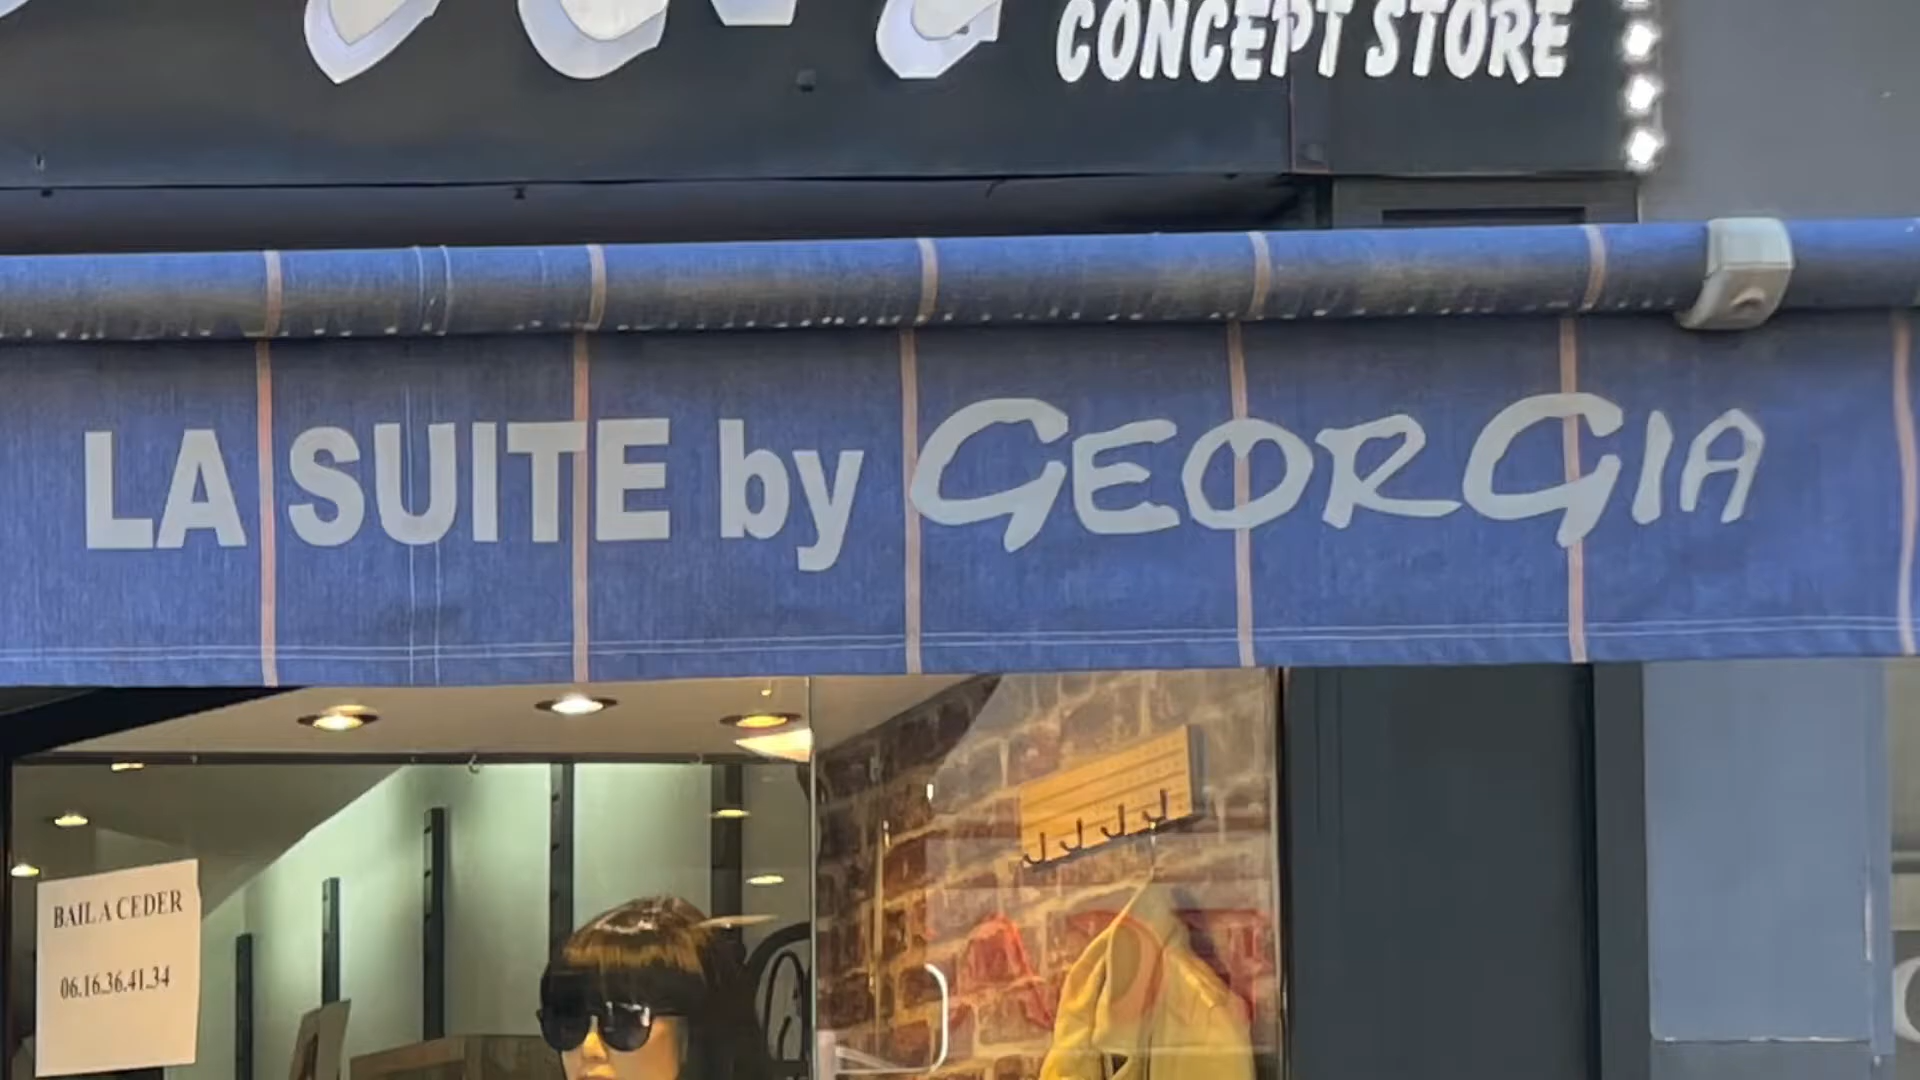 CONCEPT STORE
LA SUITE by GEORGIA
BAIL A CEDER
06.16.36.41.34